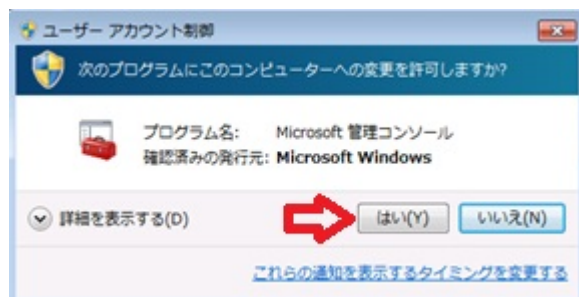 ユーザー アカウント制御
次のプログラムにこのコンピューターへの変更を許可しますか?
プログラム名: Microsoft 管理コンソール
確認済みの発行元: Microsoft Windows
詳細を表示する(D) はい(Y) いいえ(N)
これらの通知を表示するタイミングを変更する